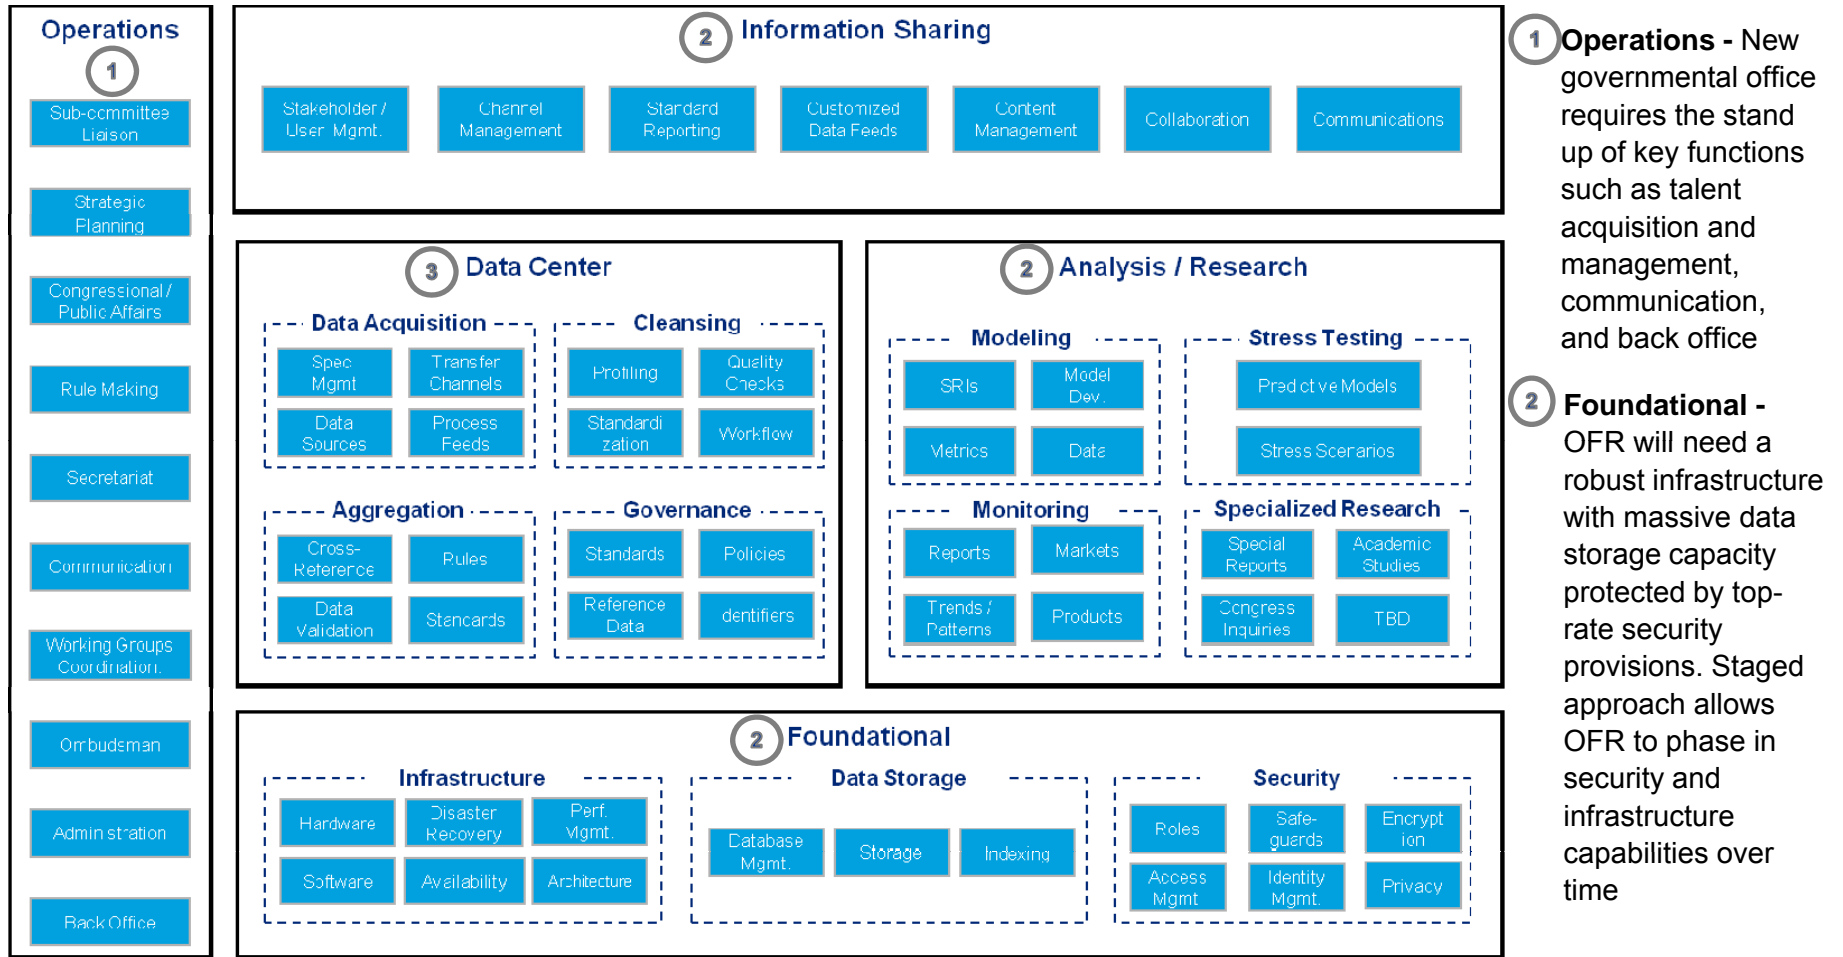 Operations
1
Sub-committee
Liaison
Strategic
Planning
Congressional /
Public Affairs
Rule Making
Secretariat
Communication
Working Groups
Coordination.
Ombudsman
Administration
Back Office
2 Information Sharing
Stakeholder /
User Mgmt.
Channel
Management
Standard
Reporting
Customized
Data Feeds
Content
Management
Collaboration
Communications
3 Data Center
Data Acquisition
Spec
Mgmt
Transfer
Channels
Data
Sources
Process
Feeds
Cleansing
Profiling
Quality
Checks
Standardi
zation
Workflow
Aggregation
Cross-
Reference
Rules
Data
Validation
Standards
Governance
Standards
Policies
Reference
Data
Identifiers
2 Analysis / Research
Modeling
SRIs
Model
Dev.
Metrics
Data
Stress Testing
Predictive Models
Stress Scenarios
Monitoring
Reports
Markets
Trends /
Patterns
Products
Specialized Research
Special
Reports
Academic
Studies
Congress
Inquiries
TBD
2 Foundational
Infrastructure
Hardware
Disaster
Recovery
Perf.
Mgmt.
Software
Availability
Architecture
Data Storage
Database
Mgmt.
Storage
Indexing
Security
Roles
Safe-
guards
Encrypt
ion
Access
Mgmt
Identity
Mgmt.
Privacy
1 Operations - New
governmental office
requires the stand
up of key functions
such as talent
acquisition and
management,
communication,
and back office
2 Foundational -
OFR will need a
robust infrastructure
with massive data
storage capacity
protected by top-
rate security
provisions. Staged
approach allows
OFR to phase in
security and
infrastructure
capabilities over
time